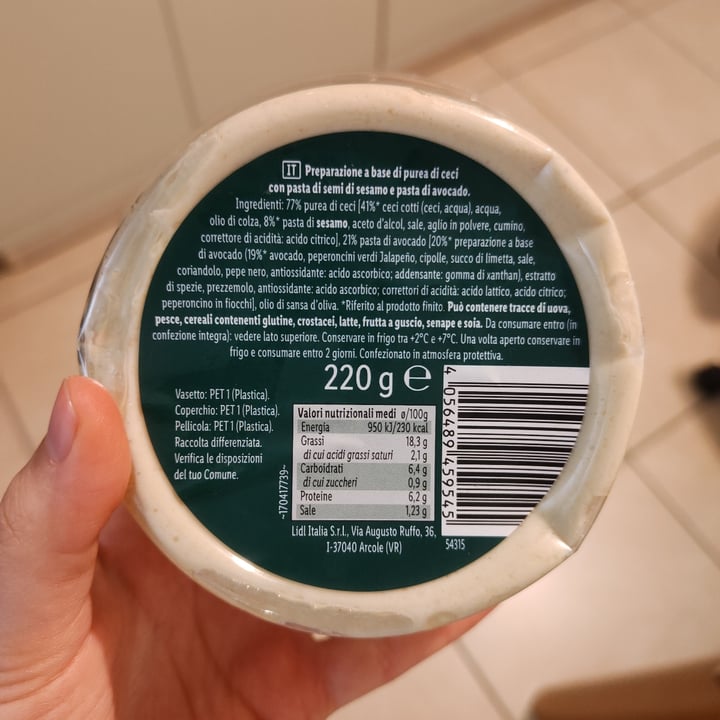 IT Preparazione a base di purea di ceci
con pasta di semi di sesamo e pasta di avocado.
Ingredienti: 77% purea di ceci [41%* ceci cotti (ceci, acqua), acqua,
olio di colza, 8%* pasta di sesamo, aceto d'alcol, sale, aglio in polvere, cumino,
correttore di acidità: acido citrico], 21% pasta di avocado [20%* preparazione a base
di avocado (19%* avocado, peperoncini verdi Jalapeño, cipolle, succo di limetta, sale,
coriandolo, pepe nero, antiossidante: acido ascorbico; addensante: gomma di xanthan), estratto
di spezie, prezzemolo, antiossidante: acido ascorbico; correttori di acidità: acido lattico, acido citrico;
peperoncino in fiocchi], olio di sansa d'oliva. *Riferito al prodotto finito. Può contenere tracce di uova,
pesce, cereali contenenti glutine, crostacei, latte, frutta a guscio, senape e soia. Da consumare entro (in
confezione integra): vedere lato superiore. Conservare in frigo tra +2°C e +7°C. Una volta aperto conservare in
frigo e consumare entro 2 giorni. Confezionato in atmosfera protettiva.
220 g e
Vasetto: PET 1 (Plastica).
Coperchio: PET 1 (Plastica).
Pellicola: PET 1 (Plastica).
Raccolta differenziata.
Verifica le disposizioni
del tuo Comune.
~170417739~
Valori nutrizionali medi ø/100g
Energia 950 kJ/230 kcal
Grassi 18,3 g
di cui acidi grassi saturi 2,1 g
Carboidrati 6,4 g
di cui zuccheri 0,9 g
Proteine 6,2 g
Sale 1,23 g
4 056489 459545
Lidl Italia S.r.l., Via Augusto Ruffo, 36,
I-37040 Arcole (VR)
54315